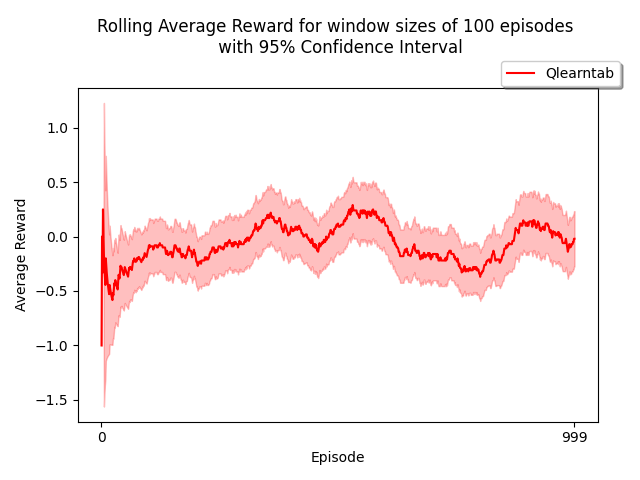 Rolling Average Reward for window sizes of 100 episodes
with 95% Confidence Interval
Qlearntab
1.0
0.5
0.0
−0.5
−1.0
−1.5
Average Reward
0
999
Episode